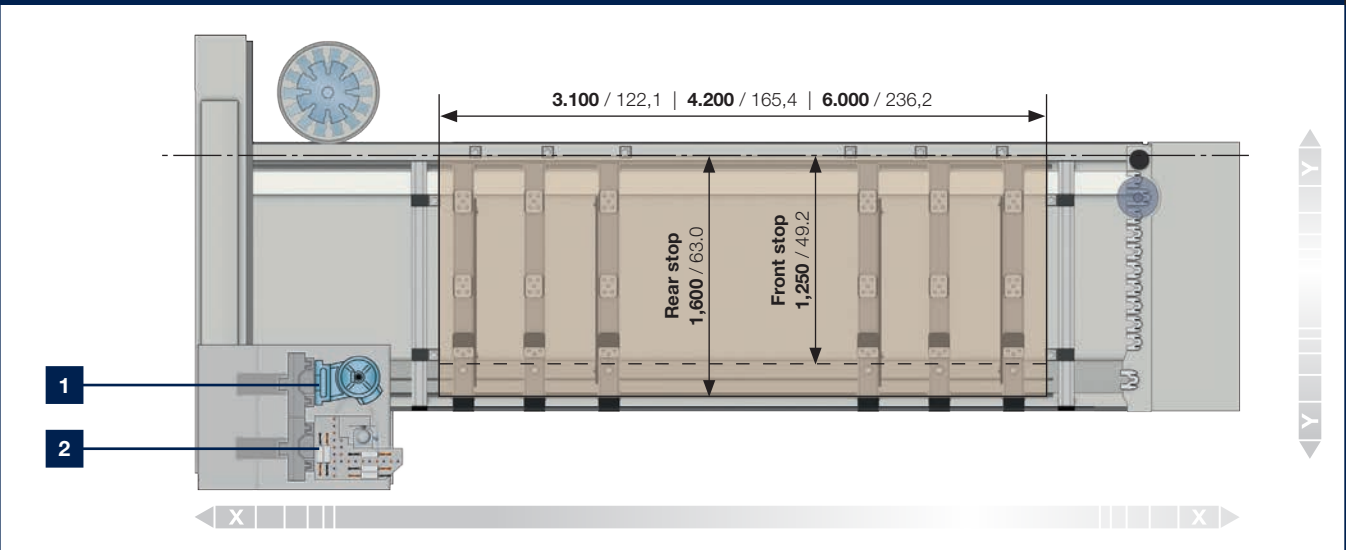 3.100 / 122,1 | 4.200 / 165,4 | 6.000 / 236,2
Rear stop
1,600 / 63.0
Front stop
1,250 / 49.2
Y
1
2
Y
X
X